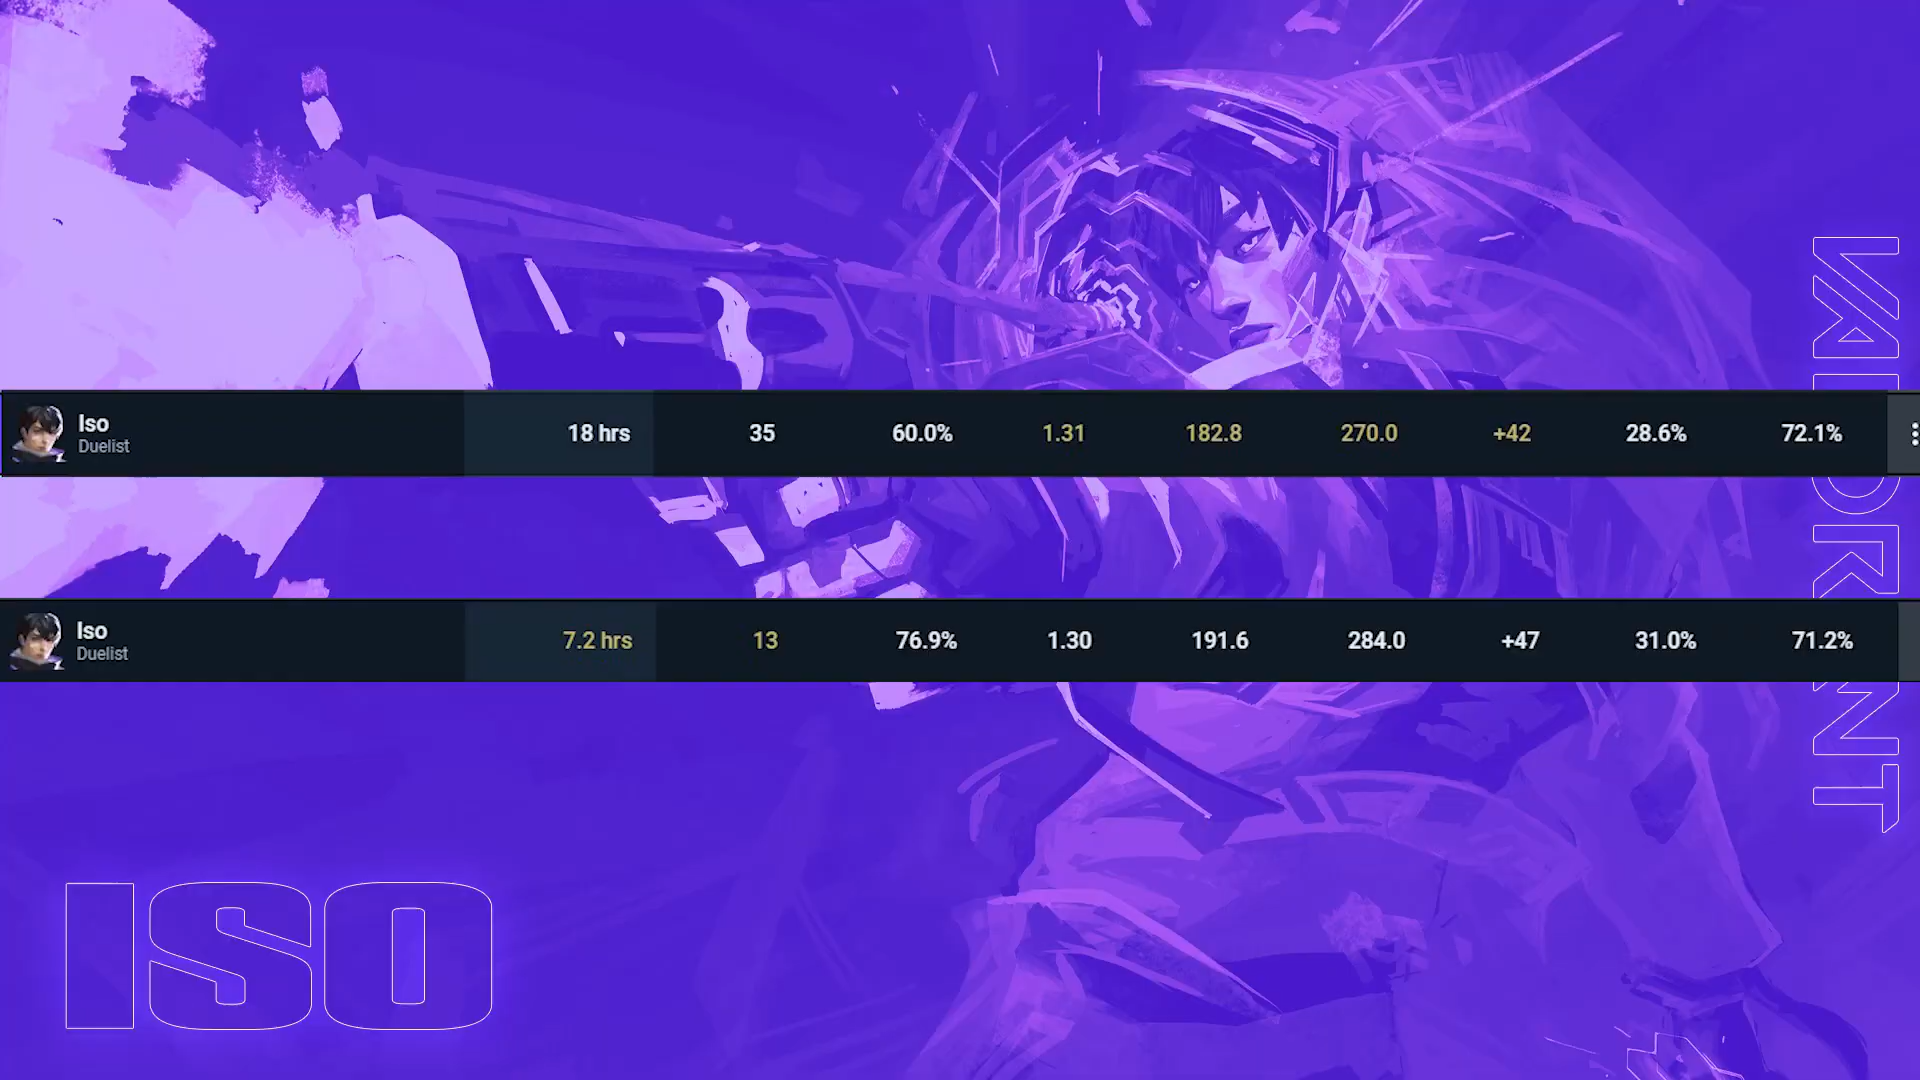 Iso
Duelist
18 hrs 35 60.0% 1.31 182.8 270.0 +42 28.6% 72.1%
Iso
Duelist
7.2 hrs 13 76.9% 1.30 191.6 284.0 +47 31.0% 71.2%
ISO